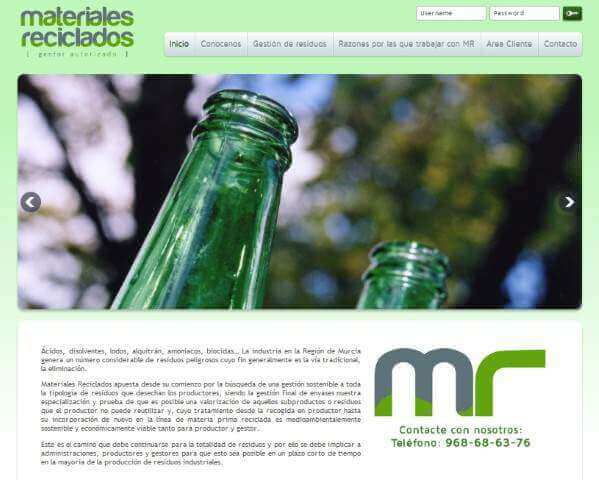 materiales
reciclados
[ gestor autorizado ]
Username Password
Inicio Conocenos Gestión de residuos Razones por las que trabajar con MR Area Cliente Contacto
Ácidos, disolventes, lodos, alquitrán, amoniacos, biocidas... La industria en la Región de Murcia
genera un número considerable de residuos peligrosos cuyo fin generalmente es la vía tradicional,
la eliminación.
Materiales Reciclados apuesta desde su comienzo por la búsqueda de una gestión sostenible a toda
la tipología de residuos que desechan los productores, siendo la gestión final de envases nuestra
especialización y prueba de que es posible una valorización de aquellos subproductos o residuos
que el productor no puede reutilizar y, cuyo tratamiento desde la recogida en productor hasta
su incorporación de nuevo en la línea de materia prima reciclada es medioambientalemente
sostenible y económicamente viable tanto para productor y gestor.
Este es el camino que debe continuarse para la totalidad de residuos y por ello se debe implicar a
administraciones, productores y gestores para que esto sea posible en un plazo corto de tiempo
en la mayoría de la producción de residuos industriales.
mr
Contacte con nosotros:
Teléfono: 968-68-63-76